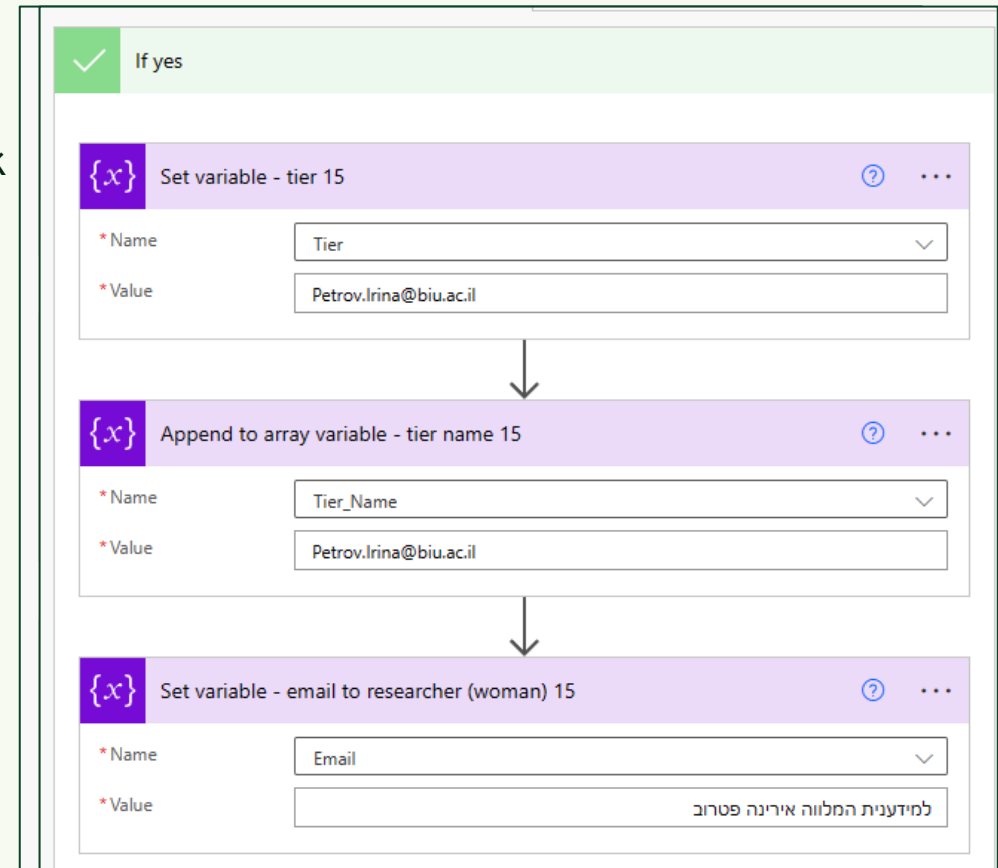 If yes
{x} Set variable - tier 15
* Name
Tier
* Value
Petrov.Irina@biu.ac.il
{x} Append to array variable - tier name 15
* Name
Tier_Name
* Value
Petrov.Irina@biu.ac.il
{x} Set variable - email to researcher (woman) 15
* Name
Email
* Value
למידענית המלווה אירינה פטרוב